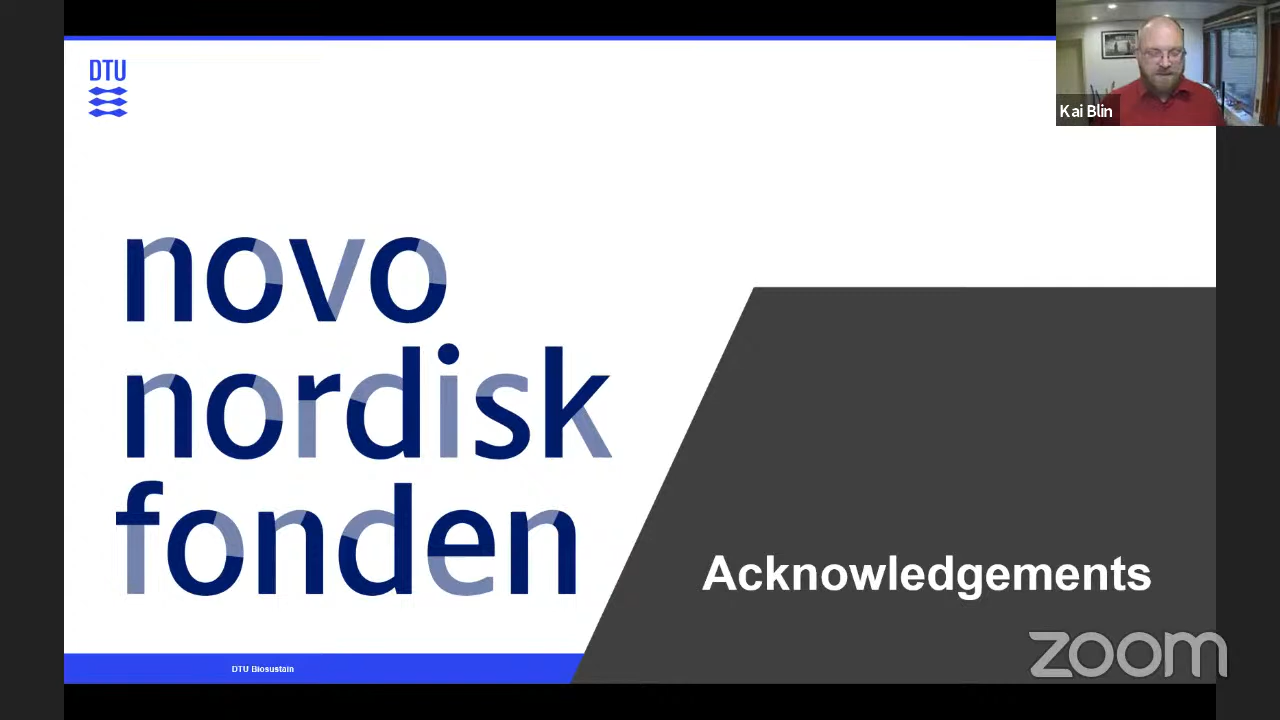 DTU
Kai Blin
novo
nordisk
fonden
Acknowledgements
zoom
DTU Biosustain